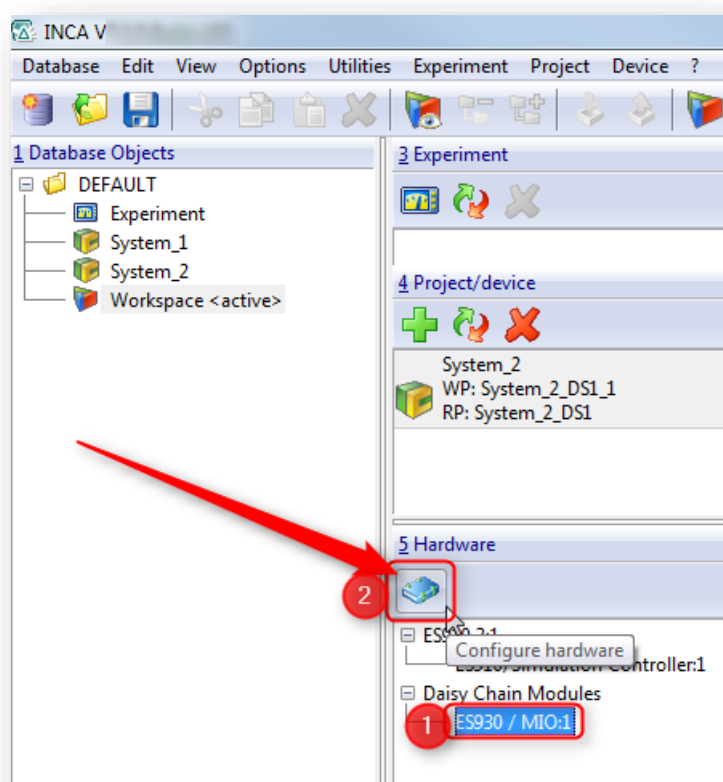 INCA V
Database Edit View Options Utilities Experiment Project Device ?
1 Database Objects
DEFAULT
Experiment
System_1
System_2
Workspace <active>
3 Experiment
4 Project/device
System_2
WP: System_2_DS1_1
RP: System_2_DS1
5 Hardware
2
Configure hardware
Controller:1
Daisy Chain Modules
1
ES930 / MIO:1